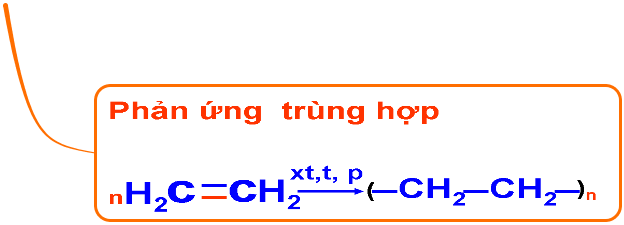 Phản ứng trùng hợp
nH₂C=CH₂ xt,t, p (—CH₂—CH₂—)n